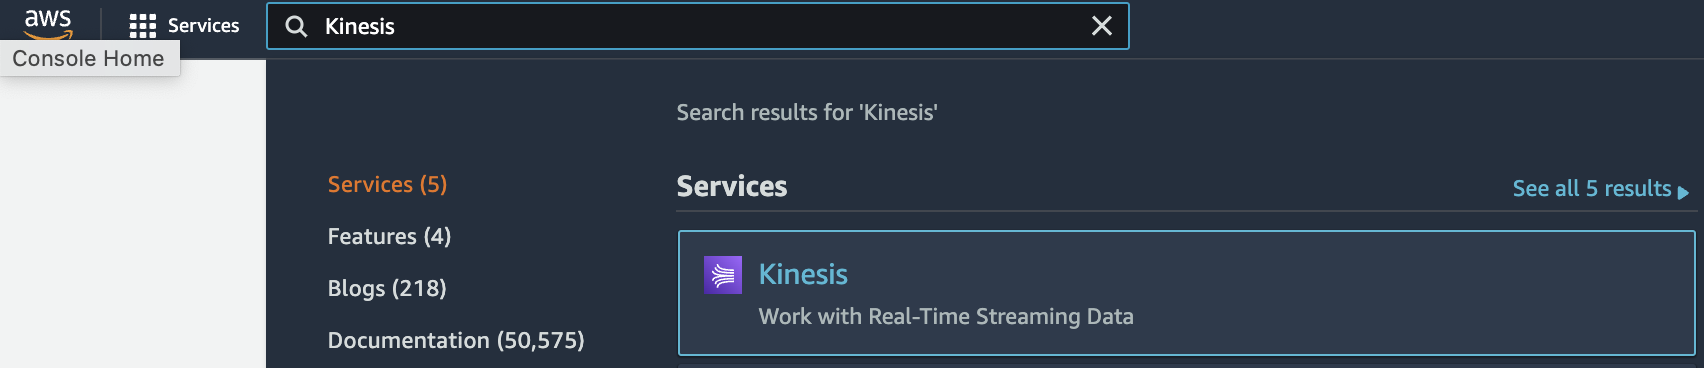 aws
Services
Kinesis
Console Home
Search results for 'Kinesis'
Services (5)
Features (4)
Blogs (218)
Documentation (50,575)
Services
See all 5 results
Kinesis
Work with Real-Time Streaming Data